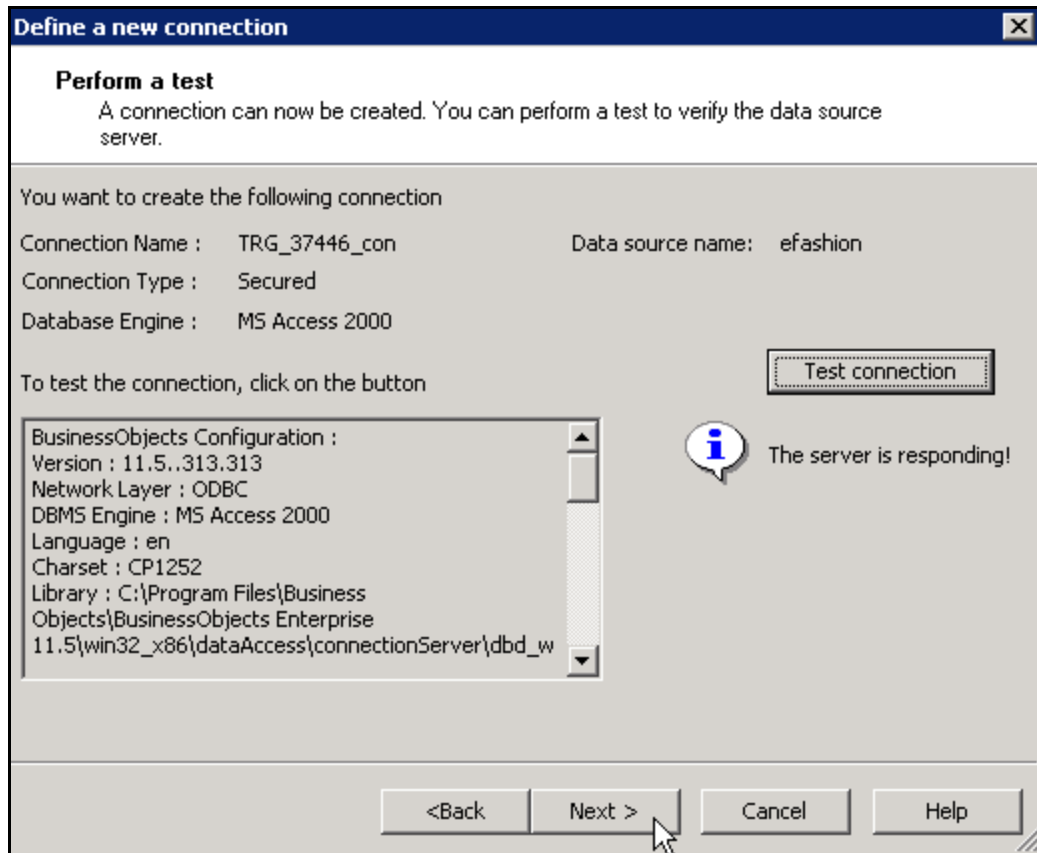 Define a new connection
Perform a test
A connection can now be created. You can perform a test to verify the data source
server.
You want to create the following connection
Connection Name : TRG_37446_con Data source name: efashion
Connection Type : Secured
Database Engine : MS Access 2000
Test connection
To test the connection, click on the button
BusinessObjects Configuration :
Version : 11.5..313.313
Network Layer : ODBC
DBMS Engine : MS Access 2000
Language : en
Charset : CP1252
Library : C:\Program Files\Business
Objects\BusinessObjects Enterprise
11.5\win32_x86\dataAccess\connectionServer\dbd_w
The server is responding!
<Back Next > Cancel Help